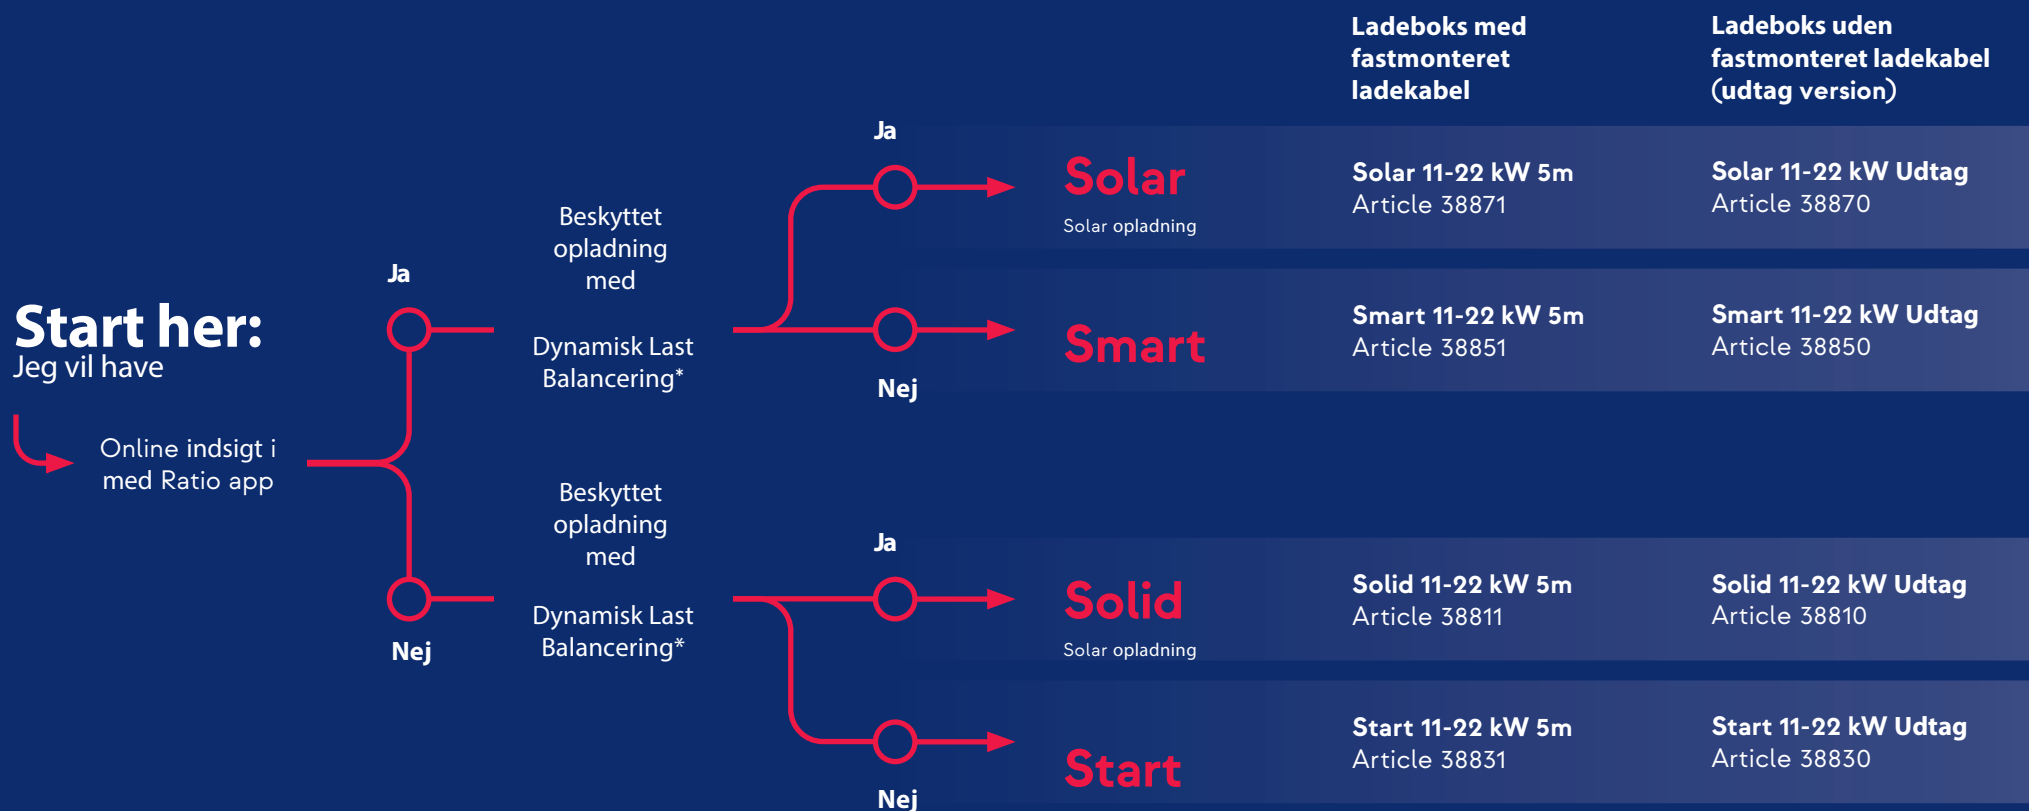 Ladeboks med
fastmonteret
ladekabel
Ladeboks uden
fastmonteret ladekabel
(udtag version)
Start her:
Jeg vil have
Online indsigt i
med Ratio app
Ja
Beskyttet
opladning
med
Dynamisk Last
Balancering*
Ja
Solar
Solar opladning
Solar 11-22 kW 5m
Article 38871
Solar 11-22 kW Udtag
Article 38870
Nej
Smart
Smart 11-22 kW 5m
Article 38851
Smart 11-22 kW Udtag
Article 38850
Nej
Beskyttet
opladning
med
Dynamisk Last
Balancering*
Ja
Solid
Solar opladning
Solid 11-22 kW 5m
Article 38811
Solid 11-22 kW Udtag
Article 38810
Nej
Start
Start 11-22 kW 5m
Article 38831
Start 11-22 kW Udtag
Article 38830